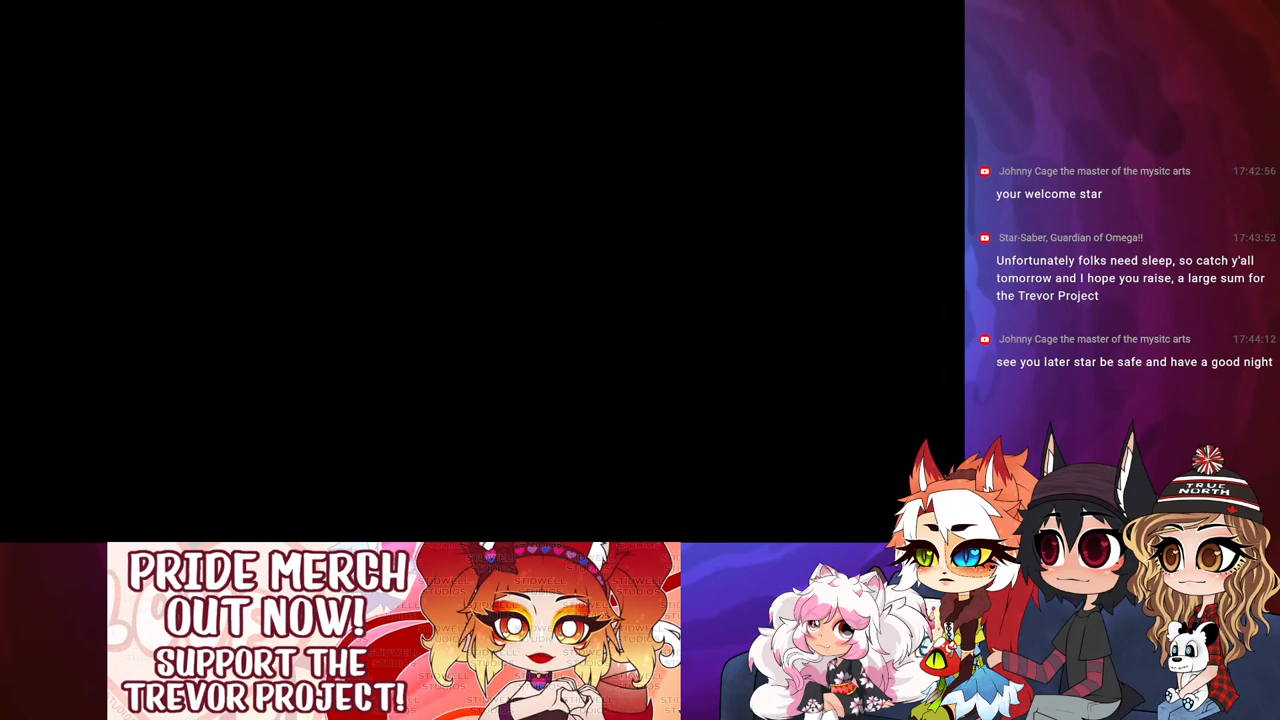 Johnny Cage the master of the mysitc arts 17:42:56
your welcome star
Star-Saber, Guardian of Omega!! 17:43:52
Unfortunately folks need sleep, so catch y'all
tomorrow and I hope you raise, a large sum for
the Trevor Project
Johnny Cage the master of the mysitc arts 17:44:12
see you later star be safe and have a good night
TRUE
NORTH
PRIDE MERCH
OUT NOW!
SUPPORT THE
TREVOR PROJECT!
STIDWELL
STUDIOS